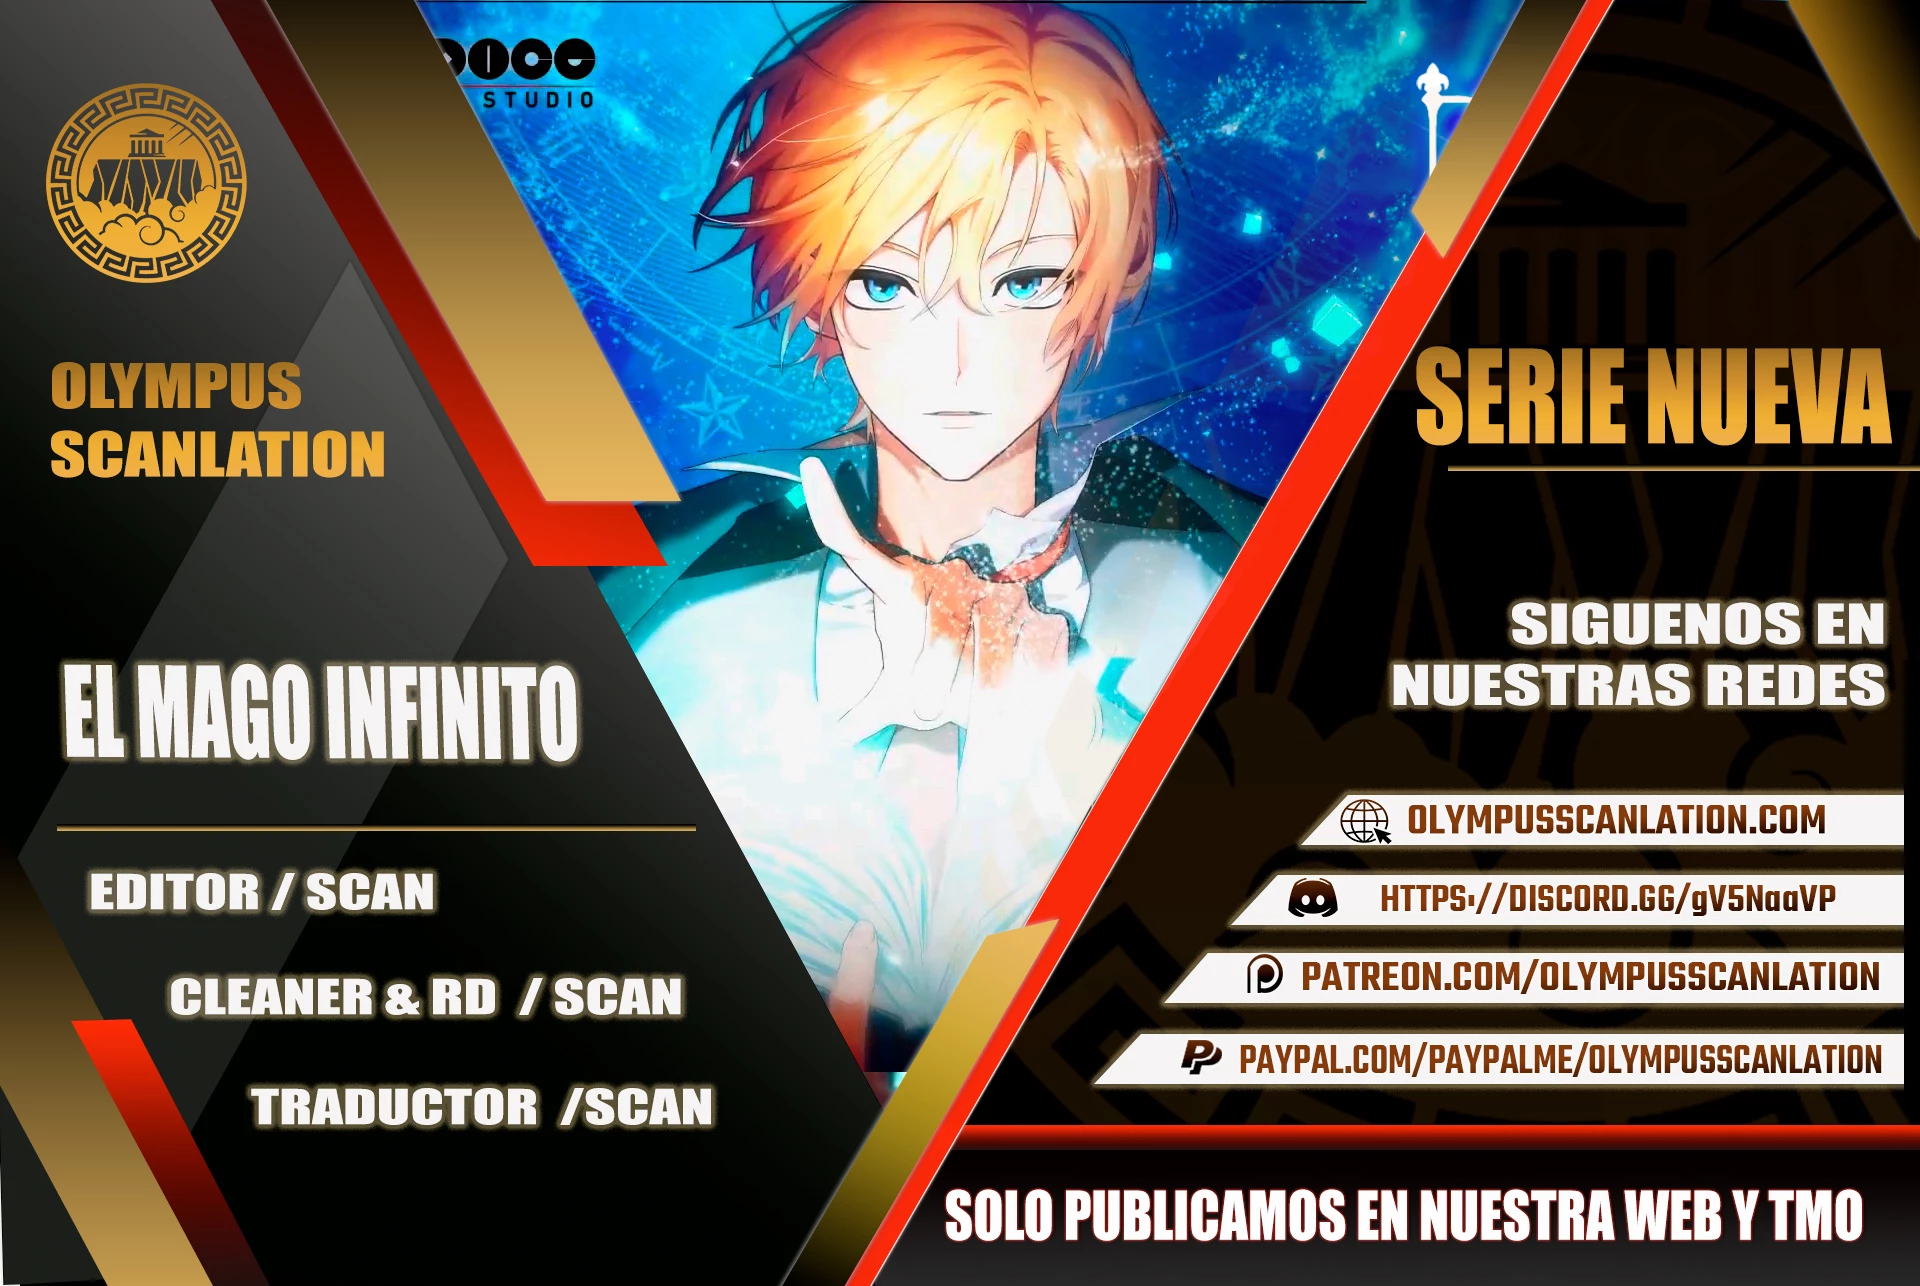 STUDIO
OLYMPUS
SCANLATION
EL MAGO INFINITO
EDITOR / SCAN
CLEANER & RD / SCAN
TRADUCTOR /SCAN
SERIE NUEVA
SIGUENOS EN
NUESTRAS REDES
OLYMPUSSCANLATION.COM
HTTPS://DISCORD.GG/gV5NaaVP
PATREON.COM/OLYMPUSSCANLATION
PAYPAL.COM/PAYPALME/OLYMPUSSCANLATION
SOLO PUBLICAMOS EN NUESTRA WEB Y TMO